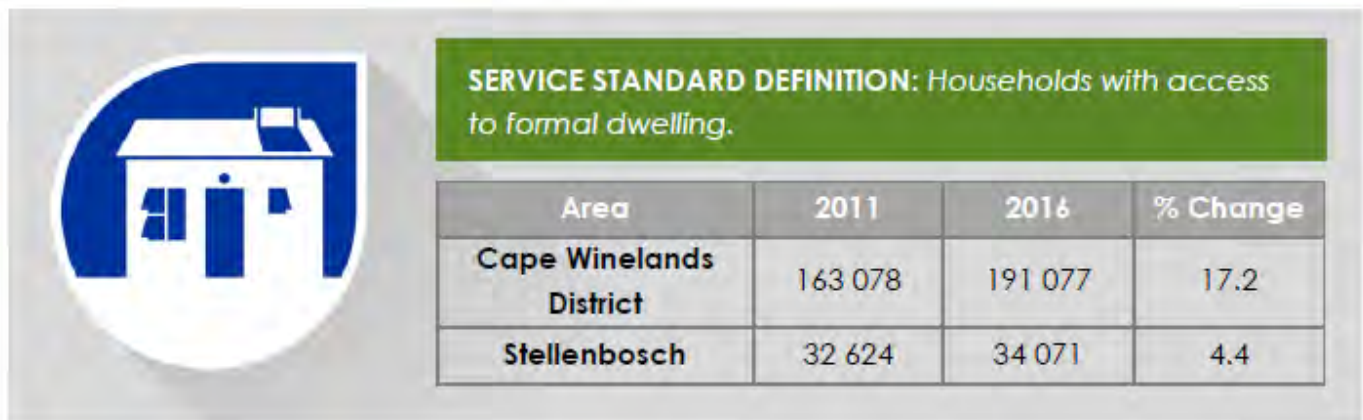 SERVICE STANDARD DEFINITION: Households with access
to formal dwelling.
Area 2011 2016 % Change
Cape Winelands
District 163 078 191 077 17.2
Stellenbosch 32 624 34 071 4.4